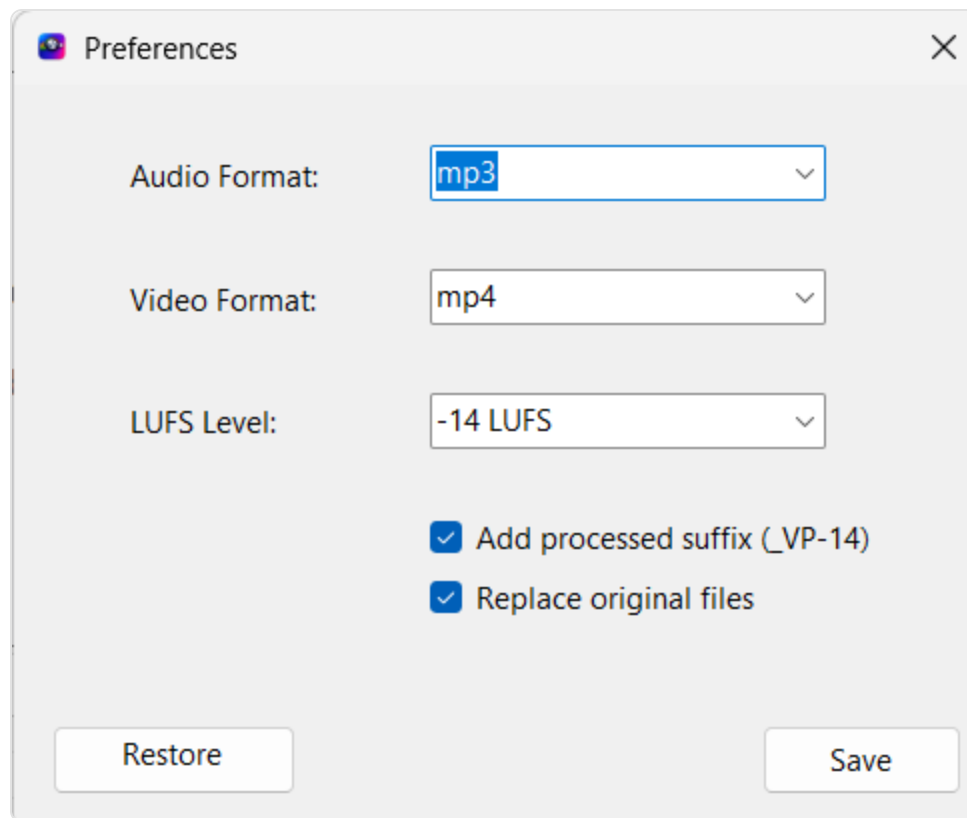 Preferences
Audio Format:
mp3
Video Format:
mp4
LUFS Level:
-14 LUFS
Add processed suffix (_VP-14)
Replace original files
Restore
Save